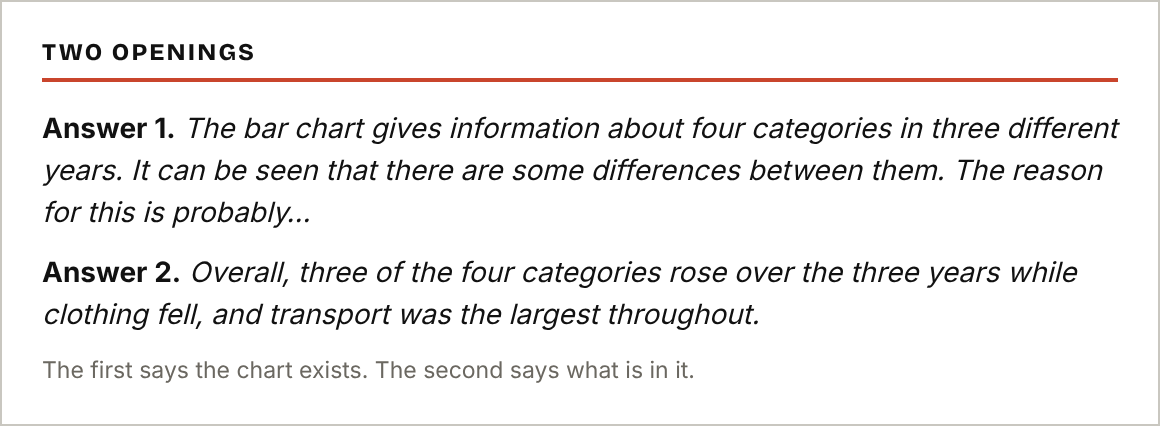 TWO OPENINGS
Answer 1. The bar chart gives information about four categories in three different
years. It can be seen that there are some differences between them. The reason
for this is probably...
Answer 2. Overall, three of the four categories rose over the three years while
clothing fell, and transport was the largest throughout.
The first says the chart exists. The second says what is in it.